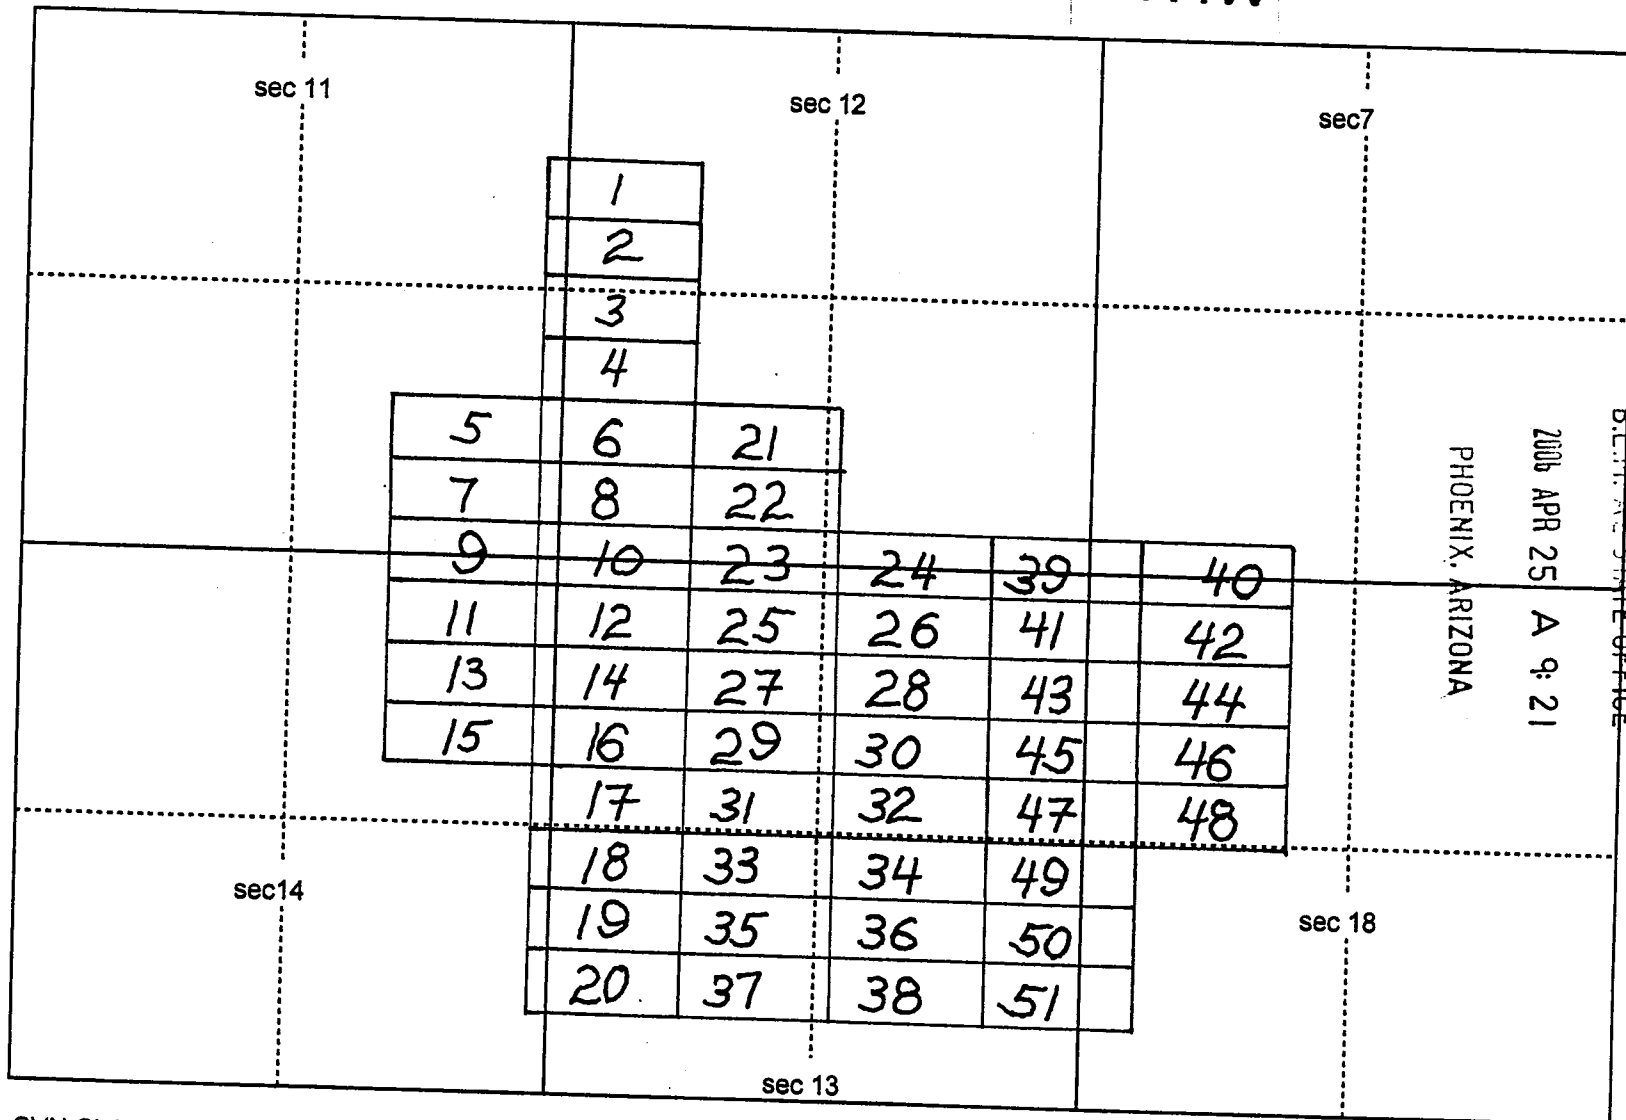 sec 11 sec 12 sec7
1
2
3
4
5 6 21
7 8 22
9 10 23 24 39 40
11 12 25 26 41 42
13 14 27 28 43 44
15 16 29 30 45 46
17 31 32 47 48
18 33 34 49
19 35 36 50
20 37 38 51
sec14 sec 18
sec 13
2006 APR 25 A 9:21
PHOENIX, ARIZONA